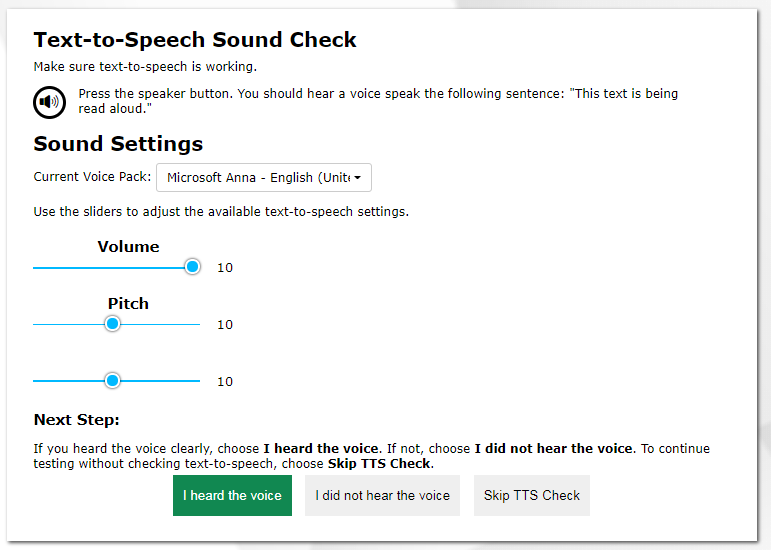 Text-to-Speech Sound Check
Make sure text-to-speech is working.
Press the speaker button. You should hear a voice speak the following sentence: "This text is being
read aloud."
Sound Settings
Current Voice Pack: Microsoft Anna - English (Unite
Use the sliders to adjust the available text-to-speech settings.
Volume
10
Pitch
10
10
Next Step:
If you heard the voice clearly, choose I heard the voice. If not, choose I did not hear the voice. To continue
testing without checking text-to-speech, choose Skip TTS Check.
I heard the voice I did not hear the voice Skip TTS Check